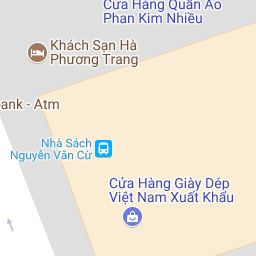 Cửa Hàng Quần Áo
Phan Kim Nhiều
Khách Sạn Hà
Phương Trang
bank - Atm
Nhà Sách
Nguyễn Văn Cừ
Cửa Hàng Giày Dép
Việt Nam Xuất Khẩu